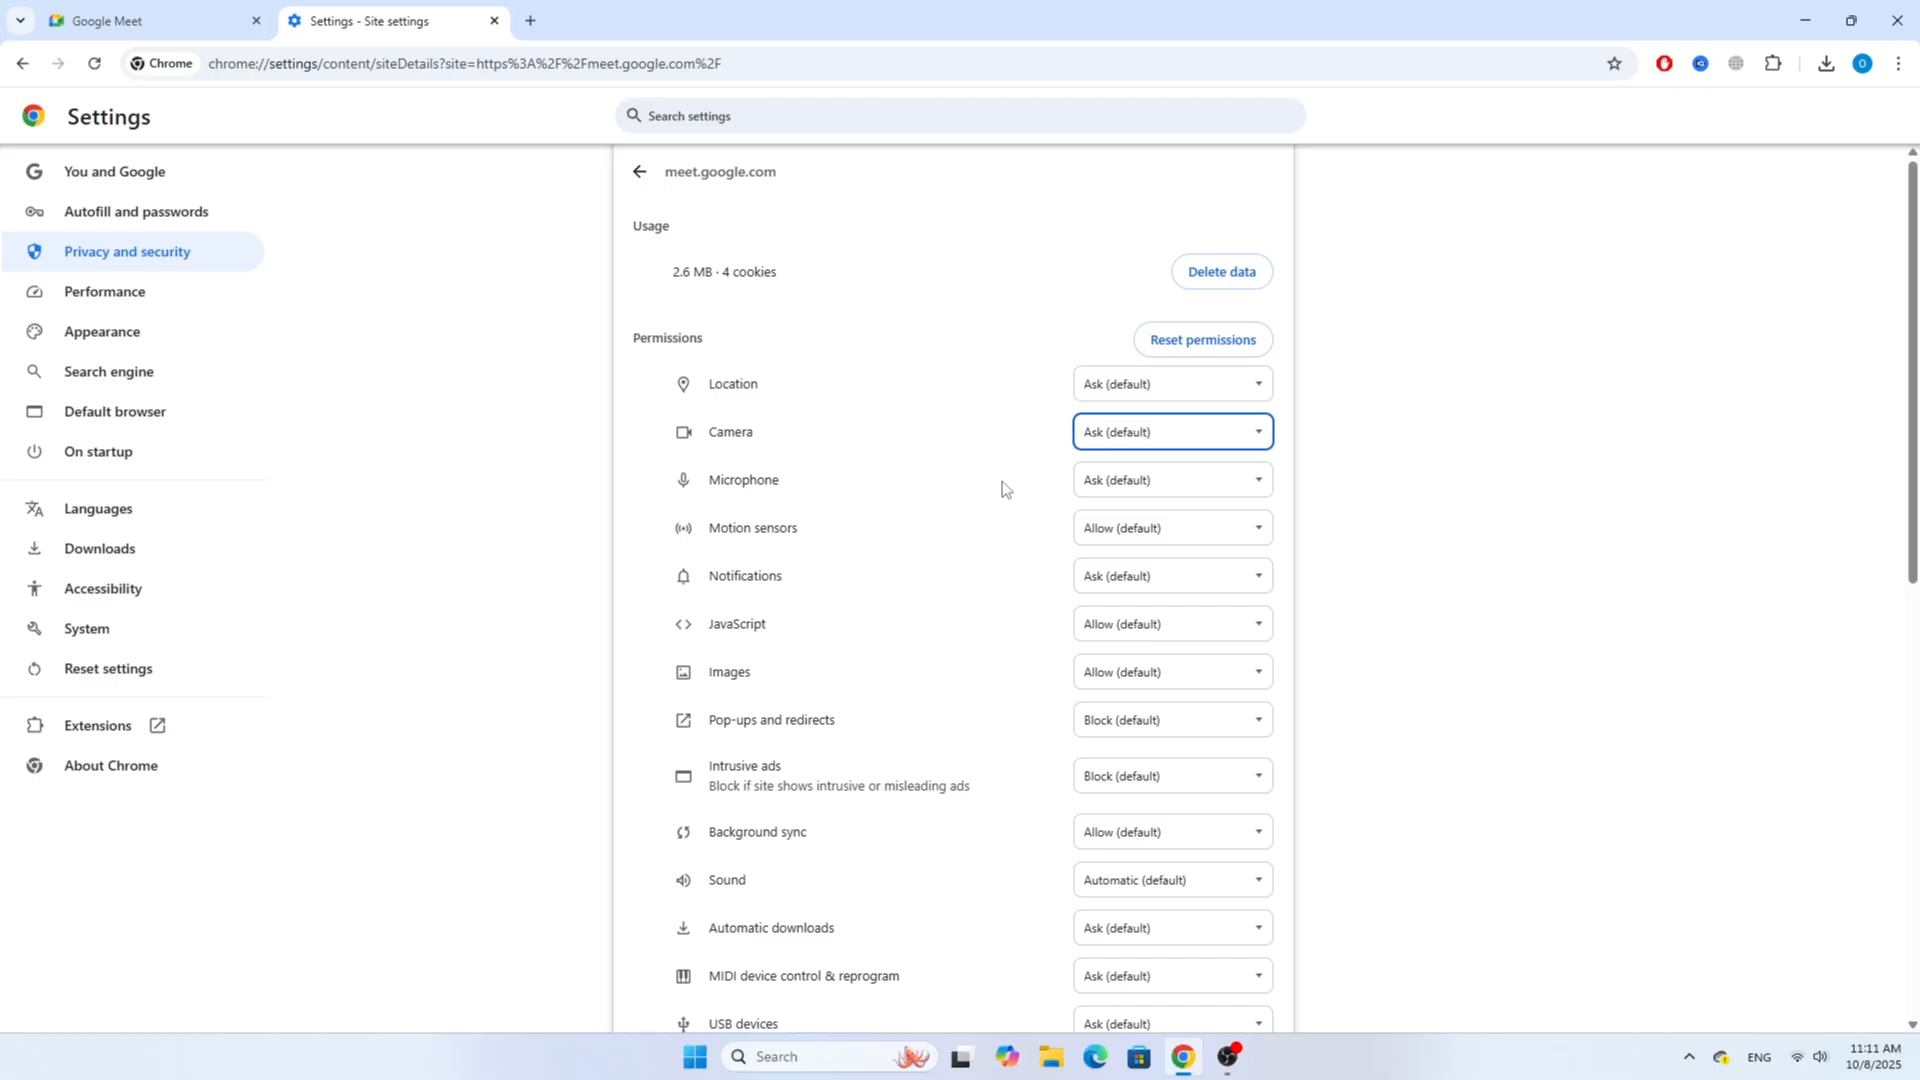 Google Meet
Settings - Site settings
Chrome
chrome://settings/content/siteDetails?site=https%3A%2F%2Fmeet.google.com%2F
O
Settings
Search settings
You and Google
Autofill and passwords
Privacy and security
Performance
Appearance
Search engine
Default browser
On startup
Languages
Downloads
Accessibility
System
Reset settings
Extensions
About Chrome
meet.google.com
Usage
2.6 MB · 4 cookies
Delete data
Permissions
Reset permissions
Location
Ask (default)
Camera
Ask (default)
Microphone
Ask (default)
Motion sensors
Allow (default)
Notifications
Ask (default)
JavaScript
Allow (default)
Images
Allow (default)
Pop-ups and redirects
Block (default)
Intrusive ads
Block if site shows intrusive or misleading ads
Block (default)
Background sync
Allow (default)
Sound
Automatic (default)
Automatic downloads
Ask (default)
MIDI device control & reprogram
Ask (default)
USB devices
Ask (default)
Search
ENG
11:11 AM
10/8/2025